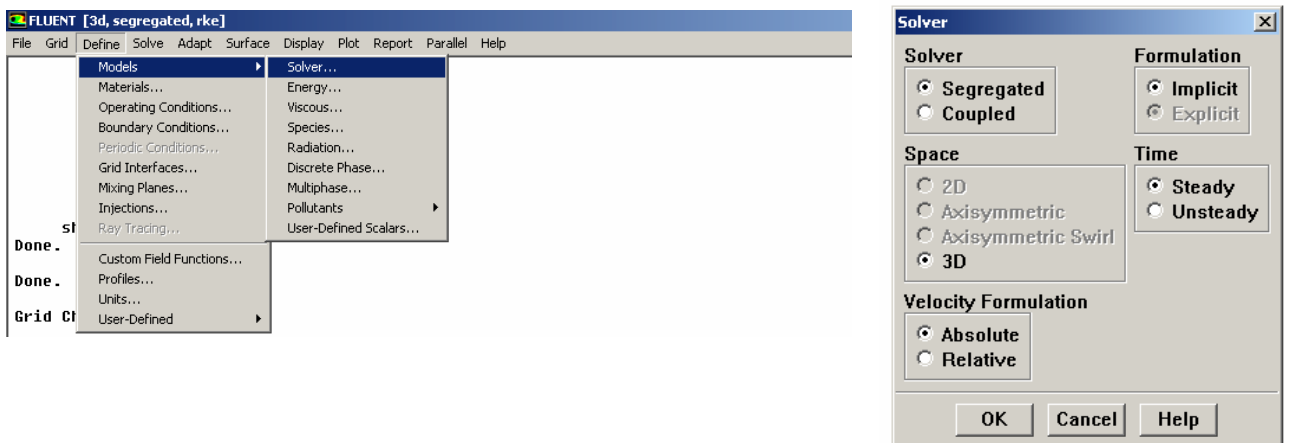 FLUENT [3d, segregated, rke]
File Grid Define Solve Adapt Surface Display Plot Report Parallel Help
Models
Materials...
Operating Conditions...
Boundary Conditions...
Periodic Conditions...
Grid Interfaces...
Mixing Planes...
Injections...
Ray Tracing...
Custom Field Functions...
Profiles...
Units...
User-Defined
Solver...
Energy...
Viscous...
Species...
Radiation...
Discrete Phase...
Multiphase...
Pollutants
User-Defined Scalars...
Done.
Done.
Grid
Solver
Solver
Segregated
Coupled
Formulation
Implicit
Explicit
Space
2D
Axisymmetric
Axisymmetric Swirl
3D
Time
Steady
Unsteady
Velocity Formulation
Absolute
Relative
OK Cancel Help